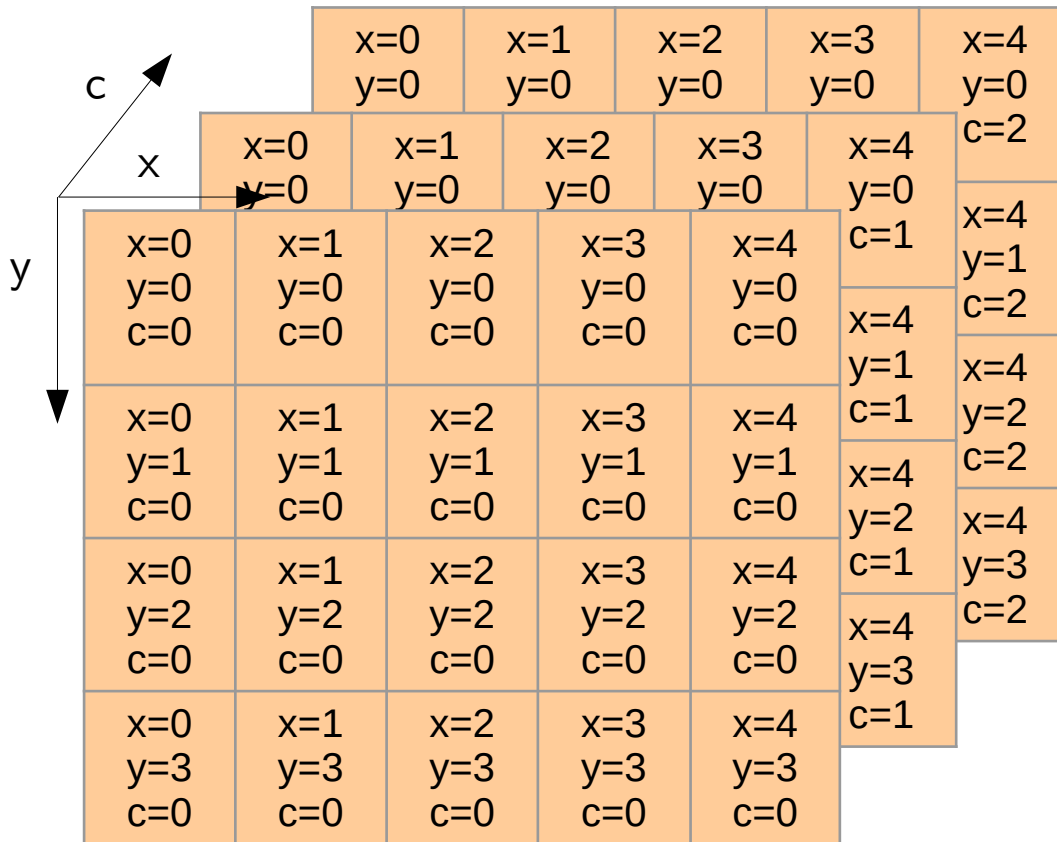 x=0 x=1 x=2 x=3 x=4
y=0 y=0 y=0 y=0 y=0
c=2
c
x
y
x=0 x=1 x=2 x=3 x=4
y=0 y=0 y=0 y=0 y=0
c=1
x=4
y=1
c=2
x=0 x=1 x=2 x=3 x=4
y=0 y=0 y=0 y=0 y=0
c=0 c=0 c=0 c=0 c=0
x=4
y=1
c=1
x=4
y=2
c=2
x=0 x=1 x=2 x=3 x=4
y=1 y=1 y=1 y=1 y=1
c=0 c=0 c=0 c=0 c=0
x=4
y=2
c=1
x=4
y=3
c=2
x=0 x=1 x=2 x=3 x=4
y=2 y=2 y=2 y=2 y=2
c=0 c=0 c=0 c=0 c=0
x=4
y=3
c=1
x=0 x=1 x=2 x=3 x=4
y=3 y=3 y=3 y=3 y=3
c=0 c=0 c=0 c=0 c=0